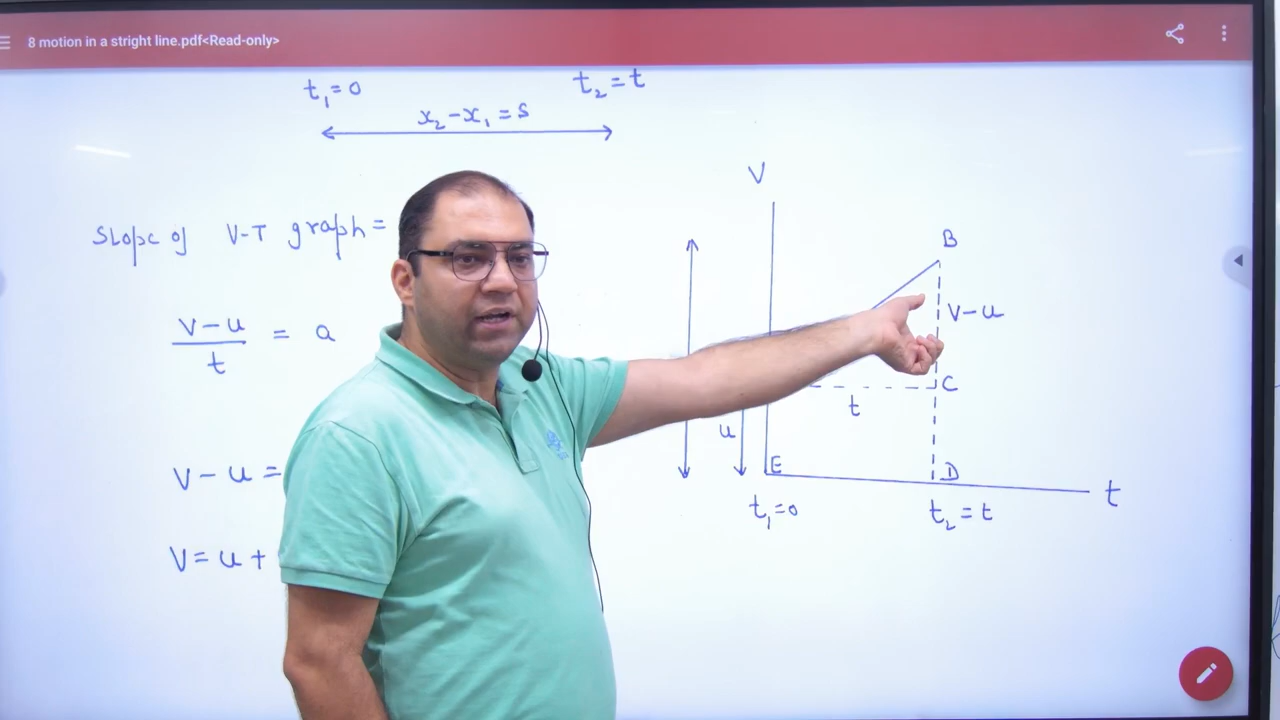 8 motion in a stright line.pdf<Read-only>
t₁=0
t₂=t
x₂-x₁=s
V
Slope of V-T graph=
B
V-u
v-u/t = a
C
t
u
V-u=
E
D
t
t₁=0
t₂=t
V=u+